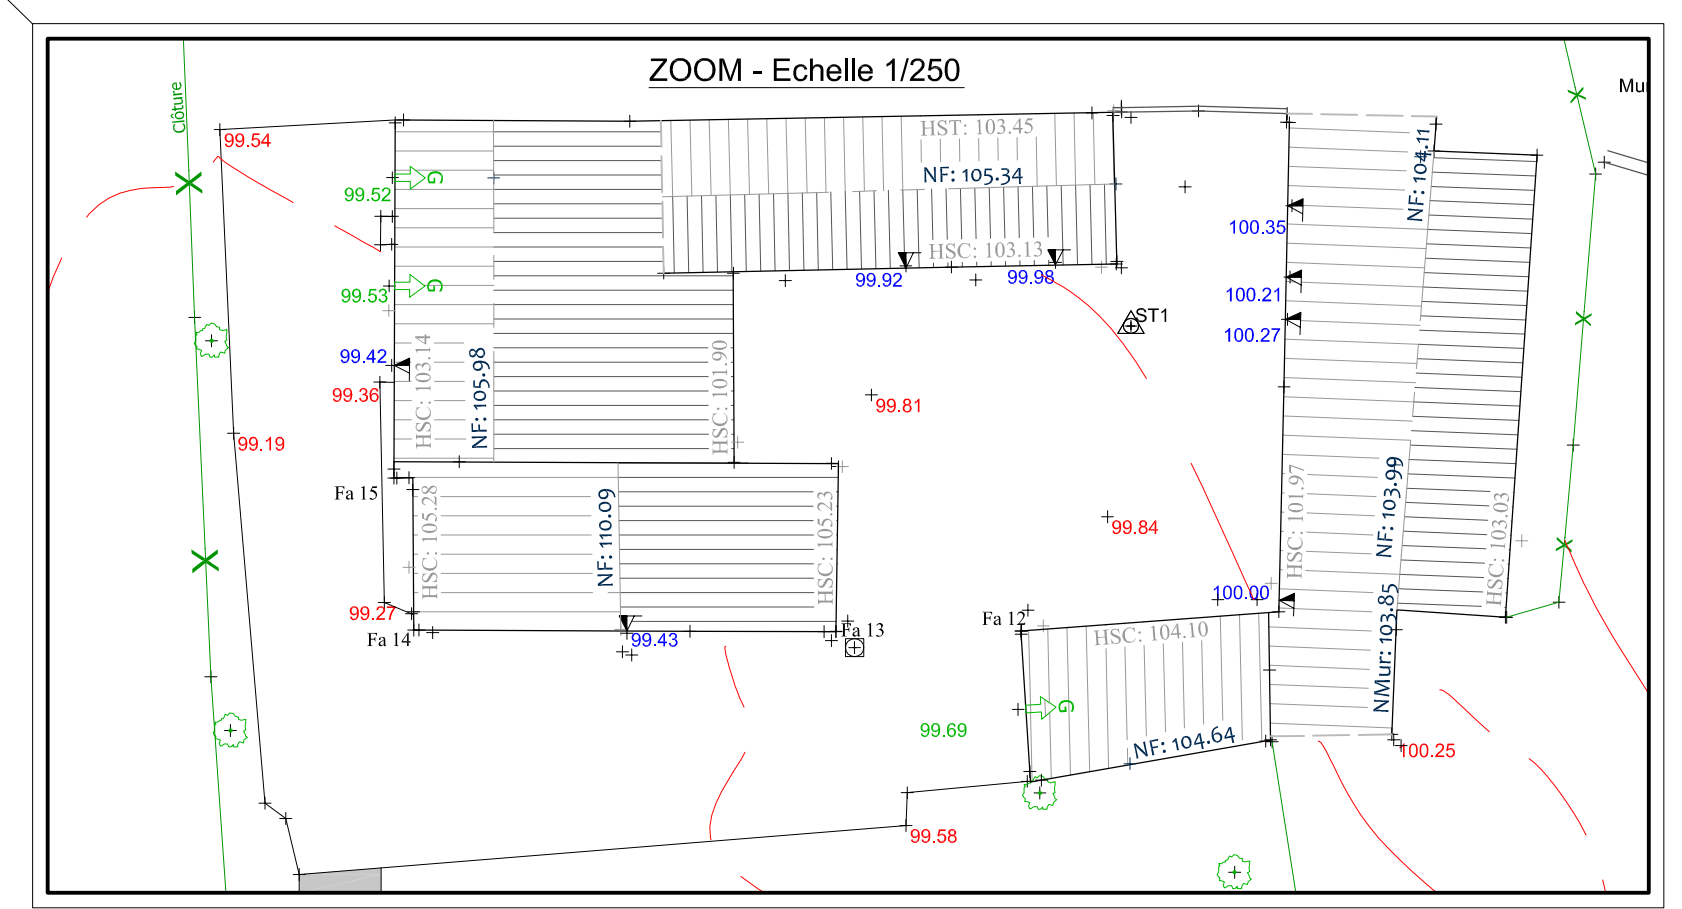 ZOOM - Echelle 1/250
Clôture
Mur
99.54
HST: 103.45
NF: 105.34
HSC: 103.13
99.92
99.98
99.52
G
99.53
G
99.42
99.36
HSC: 103.14
NF: 105.98
HSC: 101.90
NF: 104.11
100.35
100.21
100.27
ST1
99.81
99.19
Fa 15
HSC: 105.28
NF: 110.09
HSC: 105.23
99.84
HSC: 101.97
NF: 103.99
HSC: 103.03
100.00
99.27
Fa 14
99.43
Fa 13
Fa 12
HSC: 104.10
NMur: 103.85
G
99.69
NF: 104.64
100.25
99.58